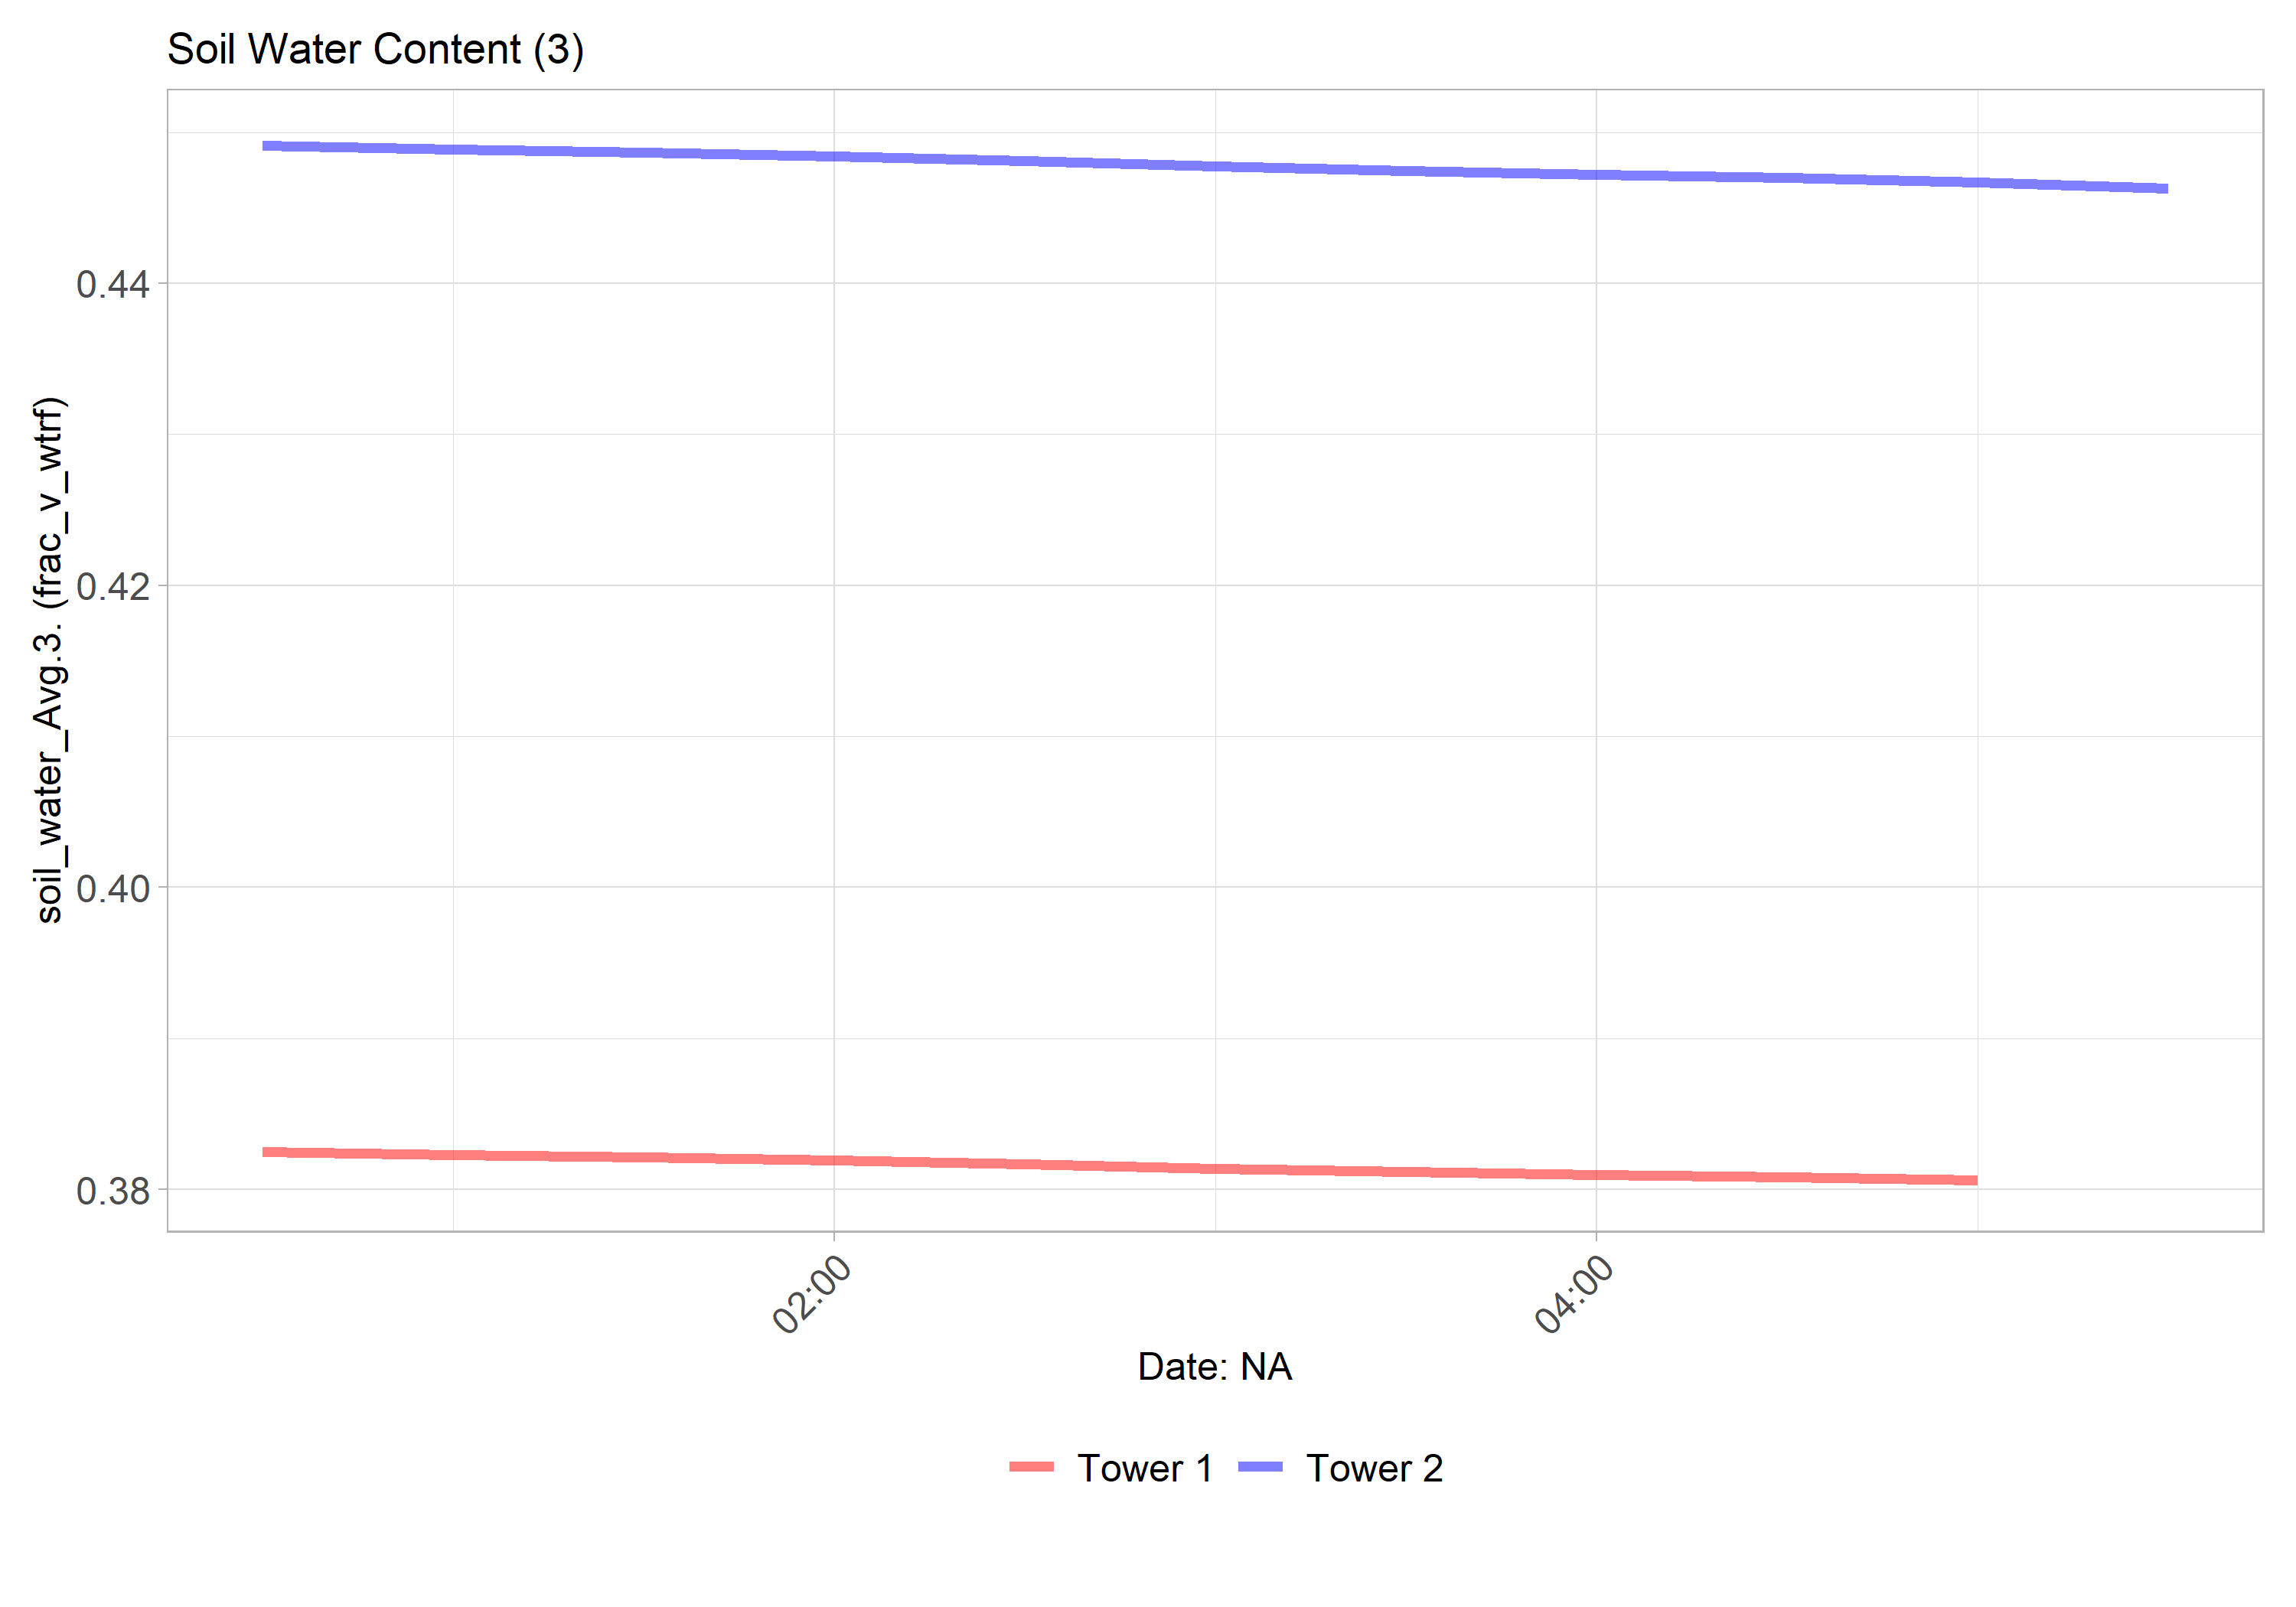 Soil Water Content (3)
soil_water_Avg.3. (frac_v_wtrf)
0.44
0.42
0.40
0.38
02:00
04:00
Date: NA
Tower 1
Tower 2